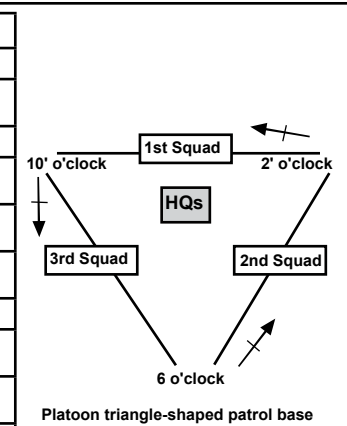 1st Squad
10' o'clock
2' o'clock
HQs
3rd Squad
2nd Squad
6 o'clock
Platoon triangle-shaped patrol base